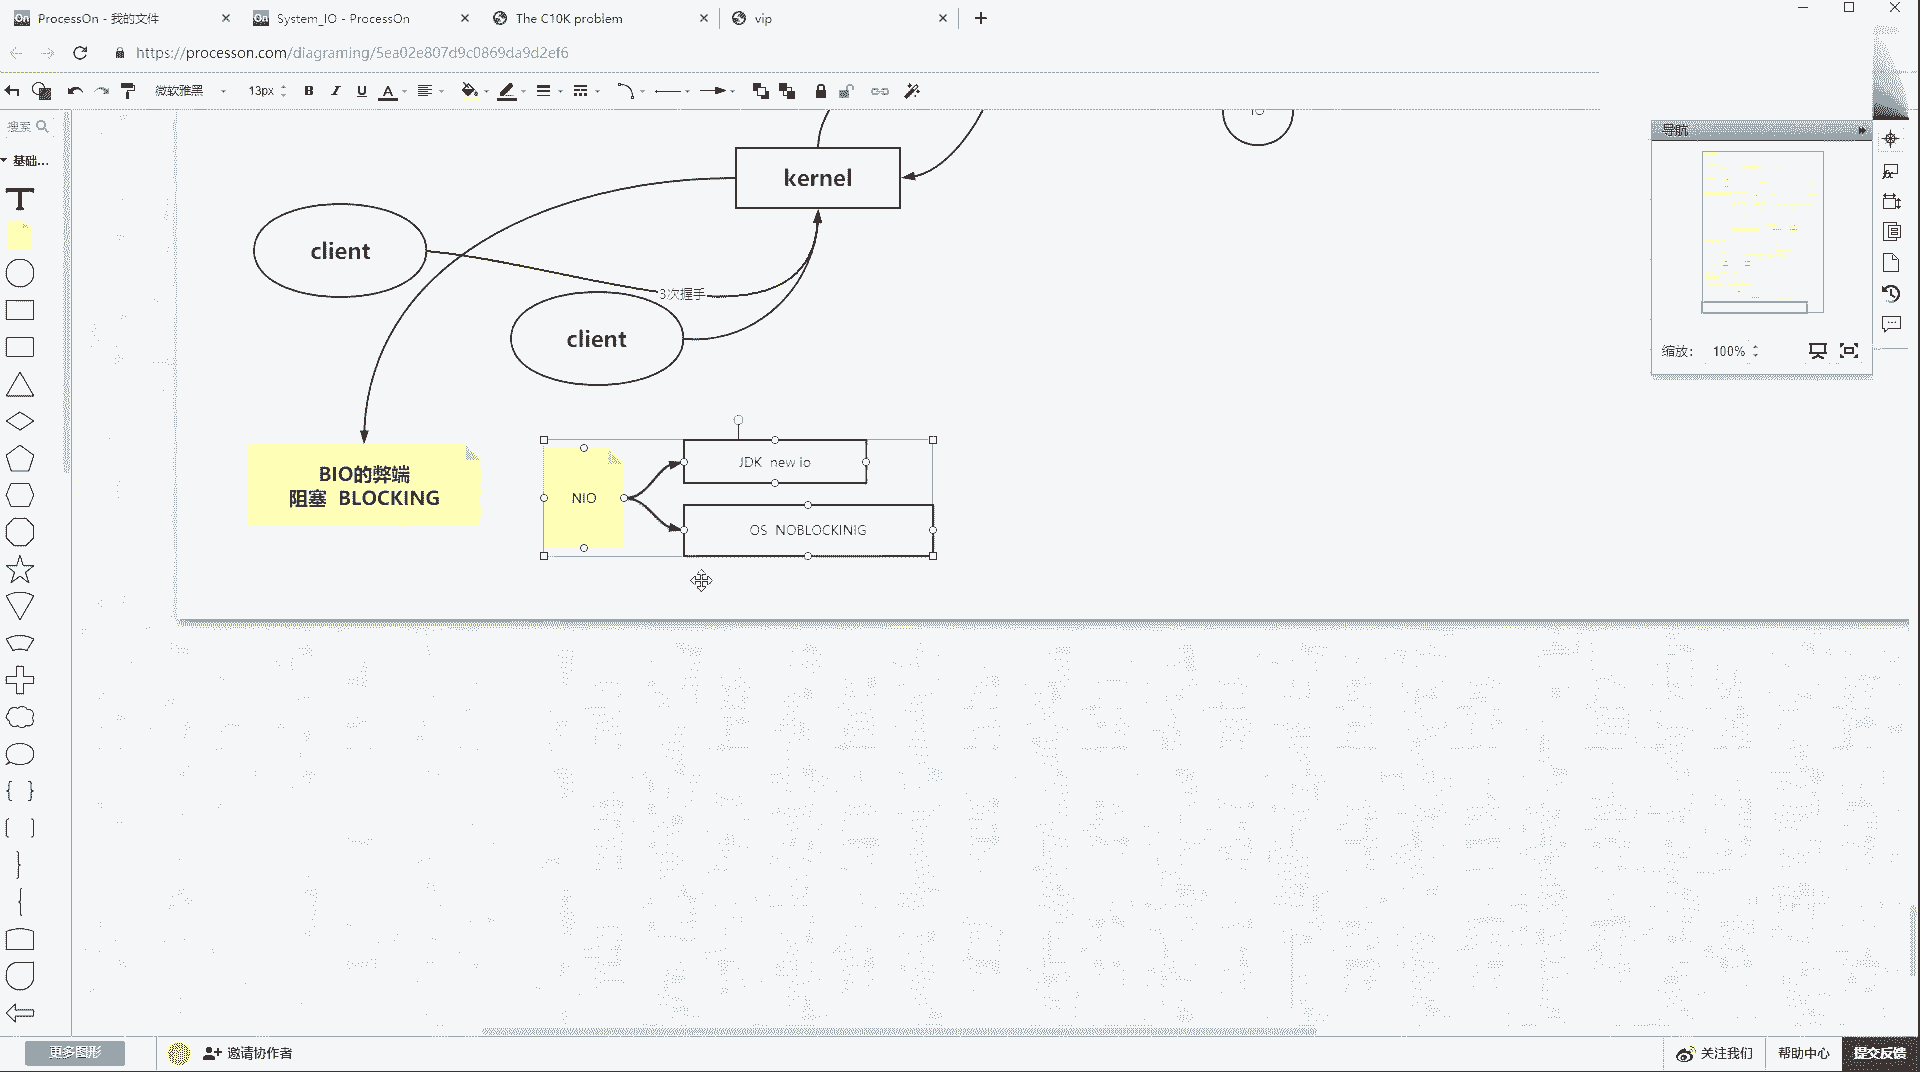 ProcessOn - 我的文件
System_IO - ProcessOn
The C10K problem
vip
https://processon.com/diagraming/5ea02e807d9c0869da9d2ef6
微软雅黑
13px
B
I
U
A
搜索
基础...
T
导航
缩放：
100%
kernel
client
3次握手
client
BIO的弊端
阻塞 BLOCKING
NIO
JDK new io
OS NOBLOCKINIG
更多图形
邀请协作者
关注我们
帮助中心
提交反馈